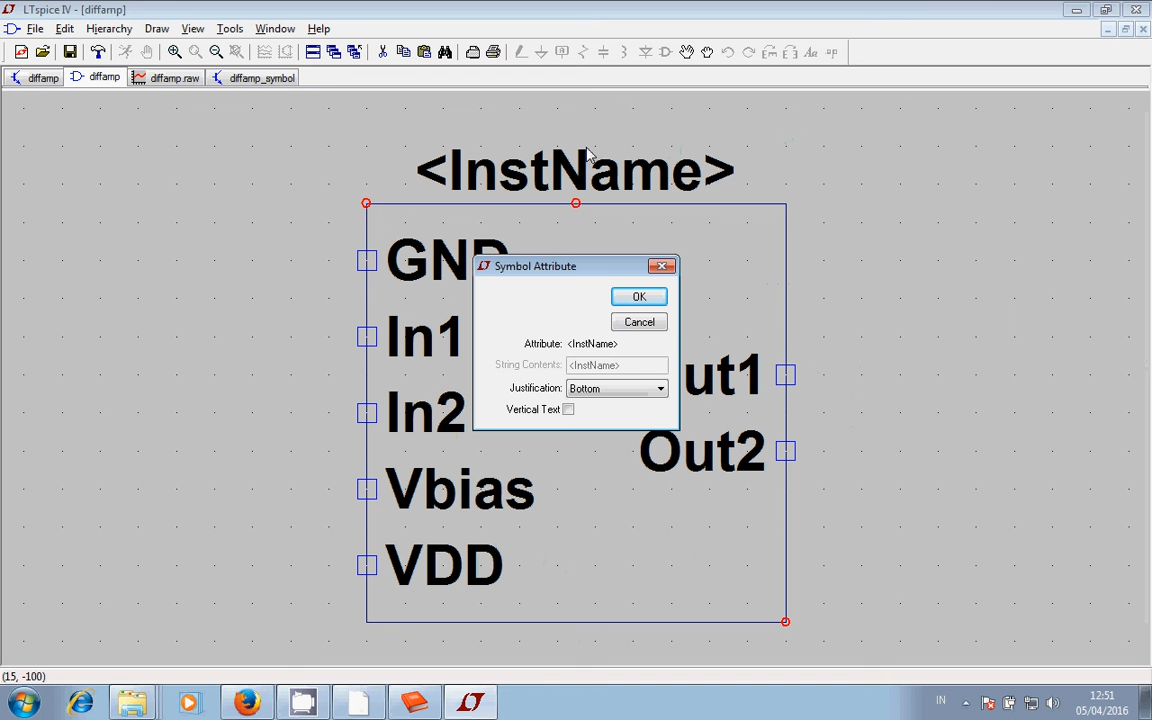 LTspice IV - [diffamp]
File Edit Hierarchy Draw View Tools Window Help
diffamp diffamp diffamp.raw diffamp_symbol
<InstName>
GND
In1
In2
Vbias
VDD
Out2
Symbol Attribute
OK
Cancel
Attribute: <InstName>
String Contents: <InstName>
Justification: Bottom
Vertical Text
ut1
(15, -100)
IN
12:51
05/04/2016